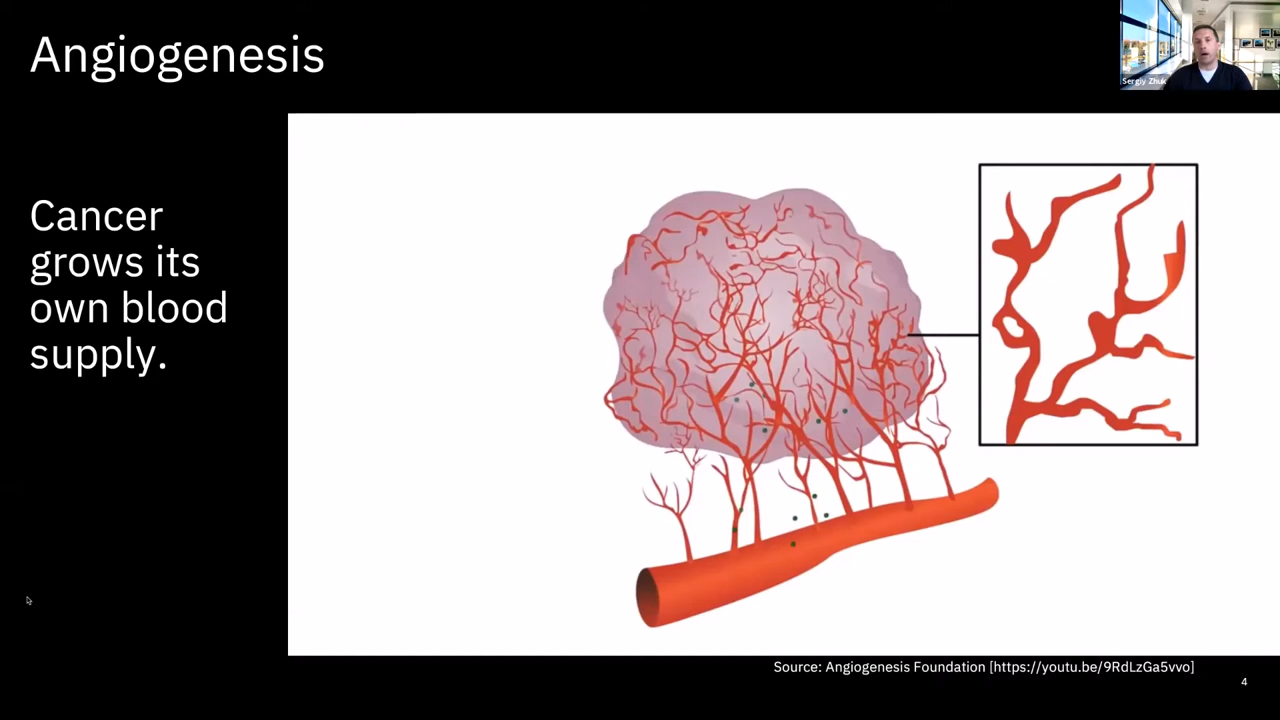 Angiogenesis
Sergiy Zhuk
Cancer
grows its
own blood
supply.
Source: Angiogenesis Foundation [https://youtu.be/9RdLzGa5vvo]
4